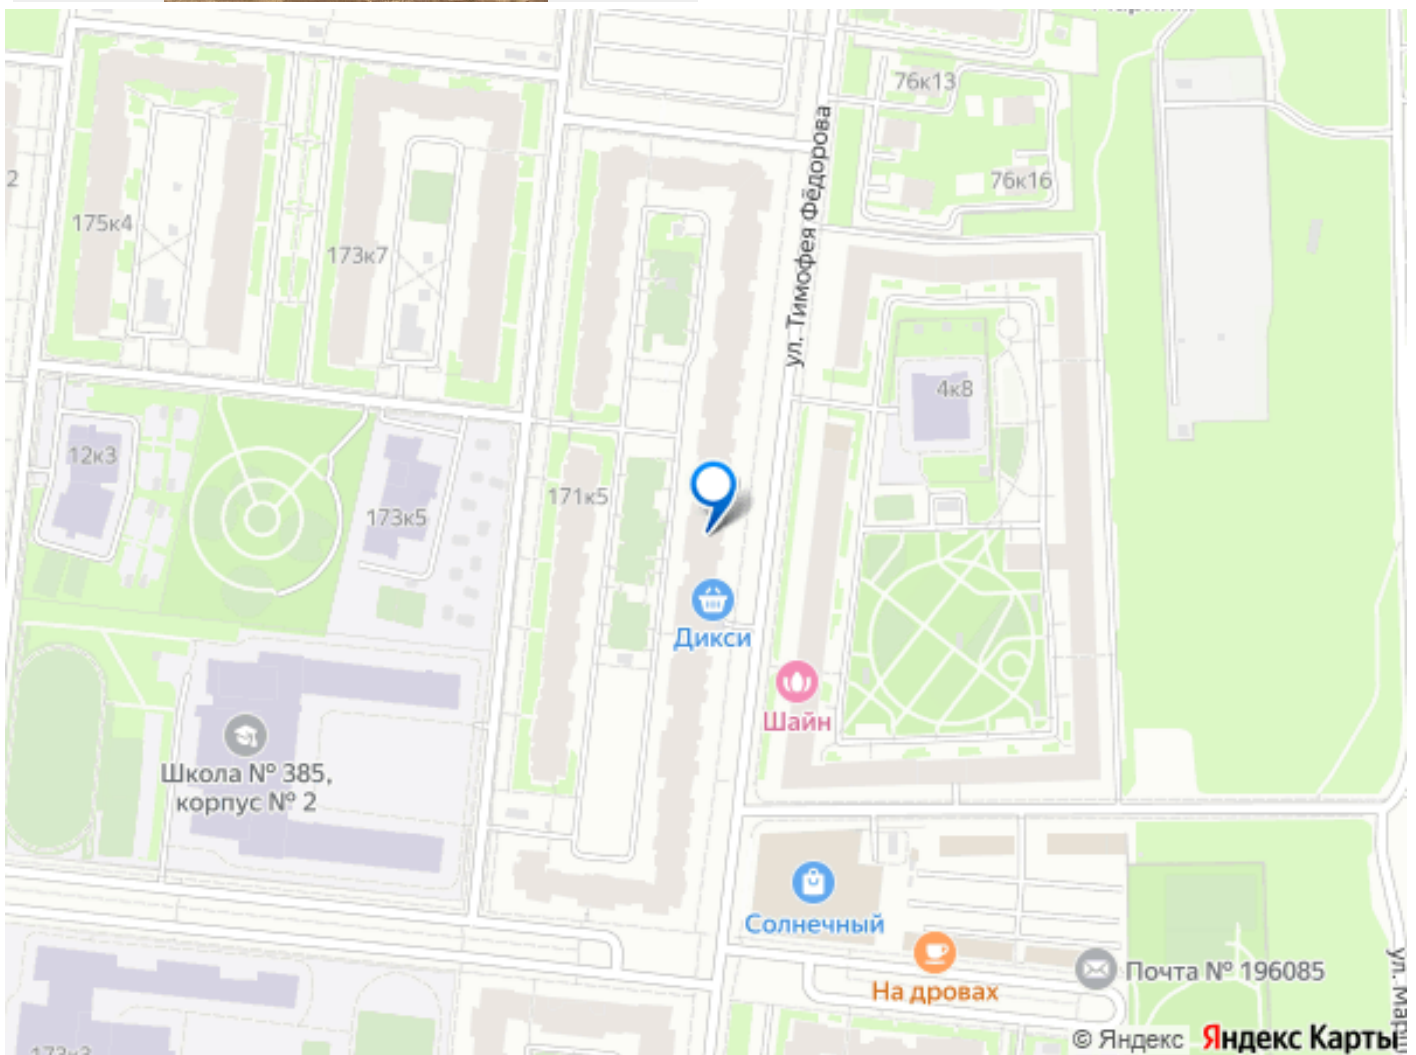 76к13
ул. Тимофея Фёдорова
76к16
2
175к4
173к7
4к8
12к3
171к5
173к5
Дикси
Шайн
Школа № 385,
корпус № 2
Солнечный
На дровах
Почта № 196085
© Яндекс Яндекс Карты